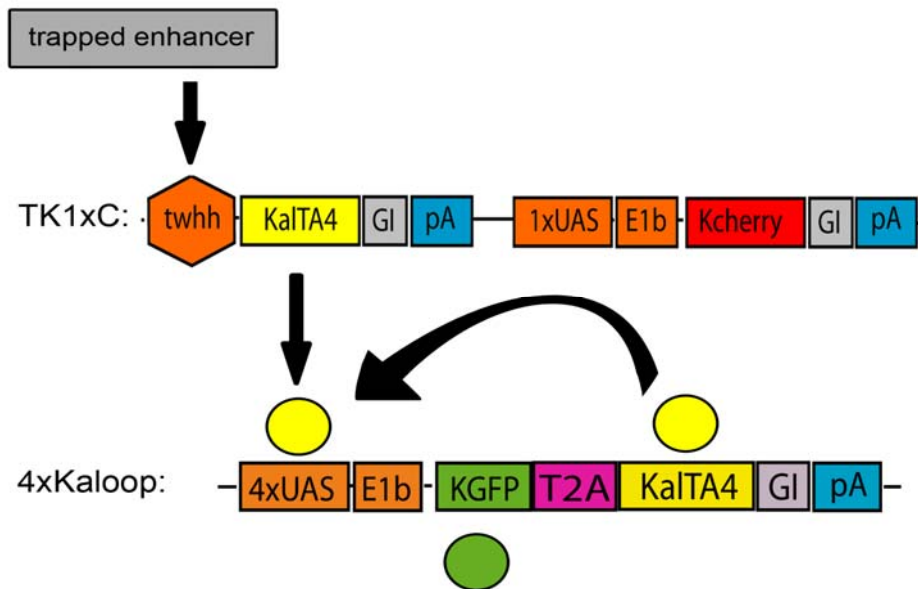 trapped enhancer
TK1xC: twhh KalTA4 GI pA 1xUAS E1b Kcherry GI pA
4xKaloop: 4xUAS E1b KGFP T2A KalTA4 GI pA